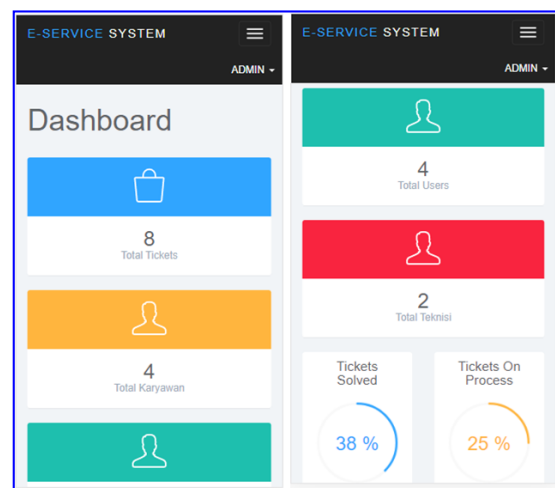 E-SERVICE SYSTEM
ADMIN
Dashboard
8
Total Tickets
4
Total Karyawan
E-SERVICE SYSTEM
ADMIN
4
Total Users
2
Total Teknisi
Tickets
Solved
38 %
Tickets On
Process
25 %